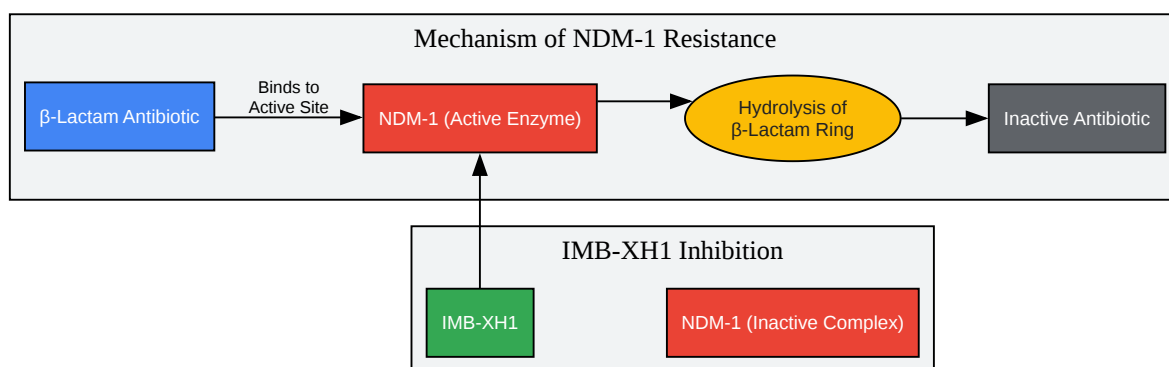 Mechanism of NDM-1 Resistance
β-Lactam Antibiotic
Binds to
Active Site
NDM-1 (Active Enzyme)
Hydrolysis of
β-Lactam Ring
Inactive Antibiotic
IMB-XH1 Inhibition
IMB-XH1
NDM-1 (Inactive Complex)